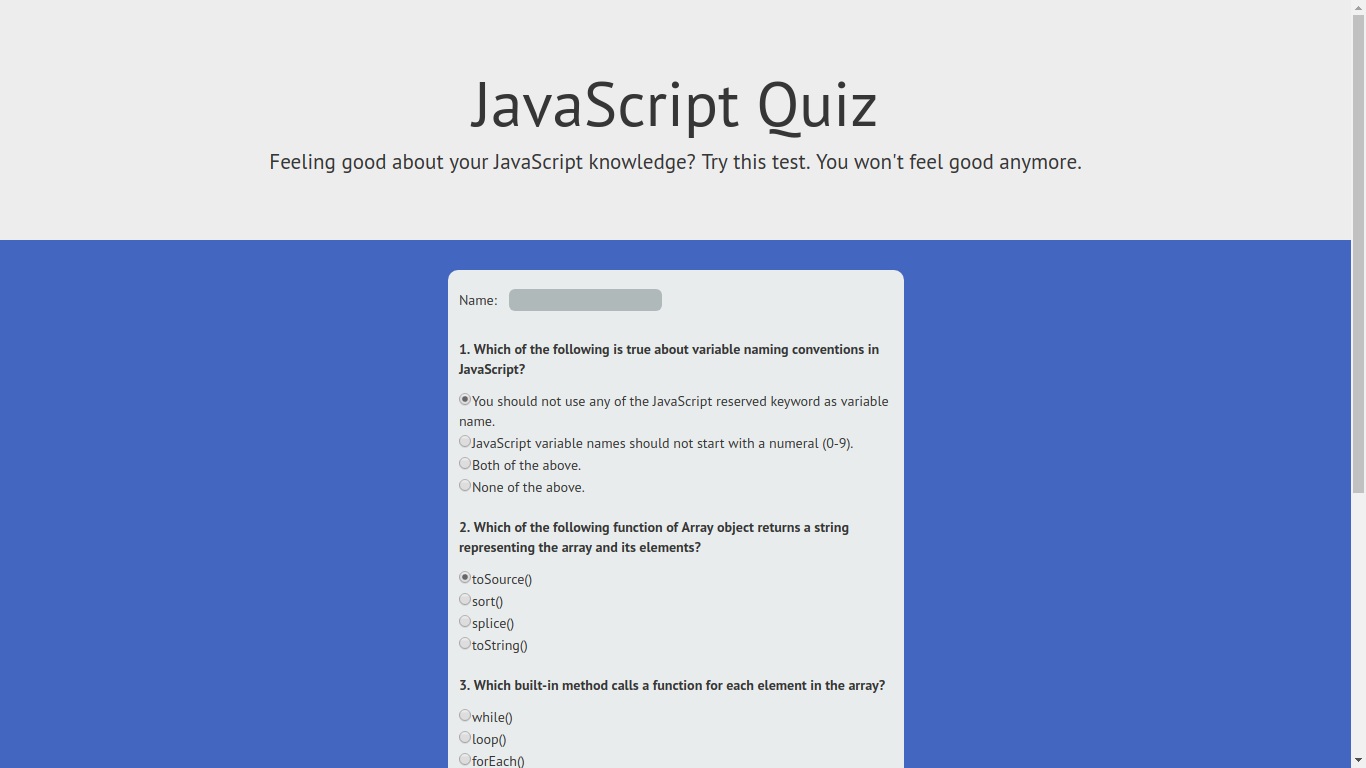 JavaScript Quiz
Feeling good about your JavaScript knowledge? Try this test. You won't feel good anymore.
Name:
1. Which of the following is true about variable naming conventions in
JavaScript?
You should not use any of the JavaScript reserved keyword as variable
name.
JavaScript variable names should not start with a numeral (0-9).
Both of the above.
None of the above.
2. Which of the following function of Array object returns a string
representing the array and its elements?
toSource()
sort()
splice()
toString()
3. Which built-in method calls a function for each element in the array?
while()
loop()
forEach()